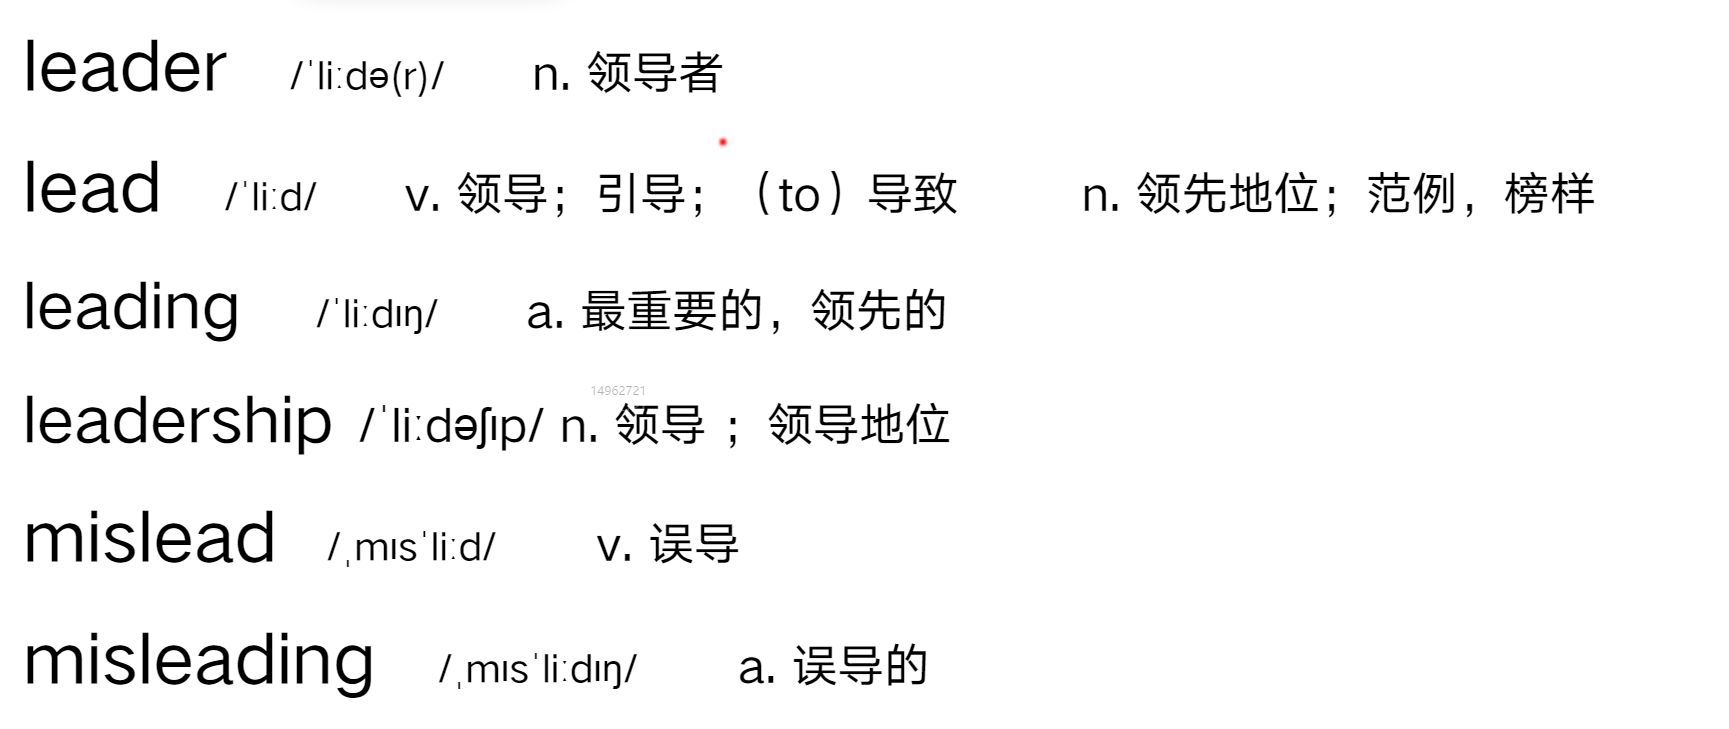 leader /ˈliːdə(r)/ n. 领导者
lead /ˈliːd/ v. 领导；引导；（to）导致 n. 领先地位；范例，榜样
leading /ˈliːdɪŋ/ a. 最重要的，领先的
14962721
leadership /ˈliːdəʃɪp/ n. 领导 ；领导地位
mislead /ˌmɪsˈliːd/ v. 误导
misleading /ˌmɪsˈliːdɪŋ/ a. 误导的